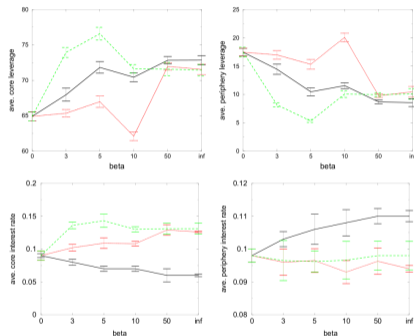 ave. core leverage
80
75
70
65
60
0 3 5 10 50 inf
beta
ave. periphery leverage
25
20
15
10
5
0
0 3 5 10 50 inf
beta
ave. core interest rate
0.2
0.15
0.1
0.05
0
0 3 5 10 50 inf
beta
ave. periphery interest rate
0.12
0.11
0.1
0.09
0.08
0 3 5 10 50 inf
beta